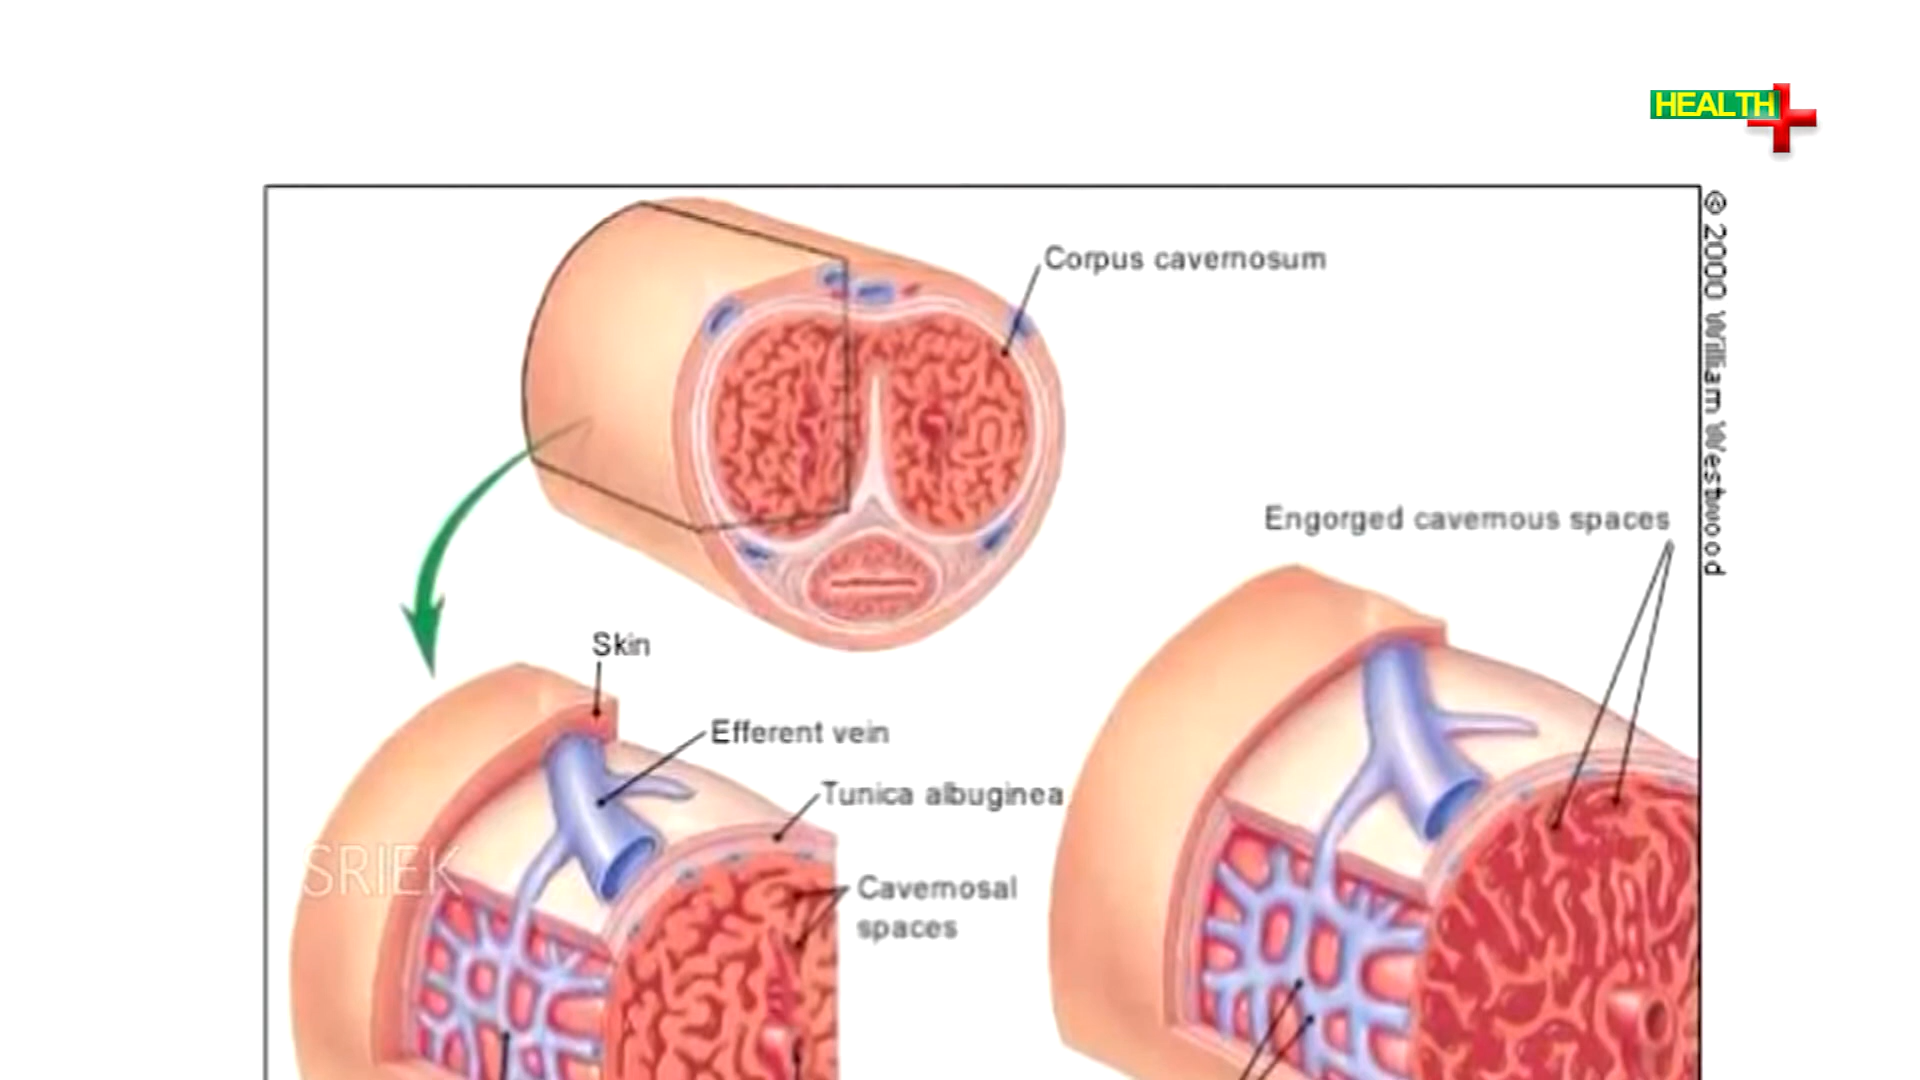 HEALTH
© 2000 William Westwood
Corpus cavernosum
Engorged cavernous spaces
Skin
Efferent vein
Tunica albuginea
SRIEK
Cavernosal
spaces